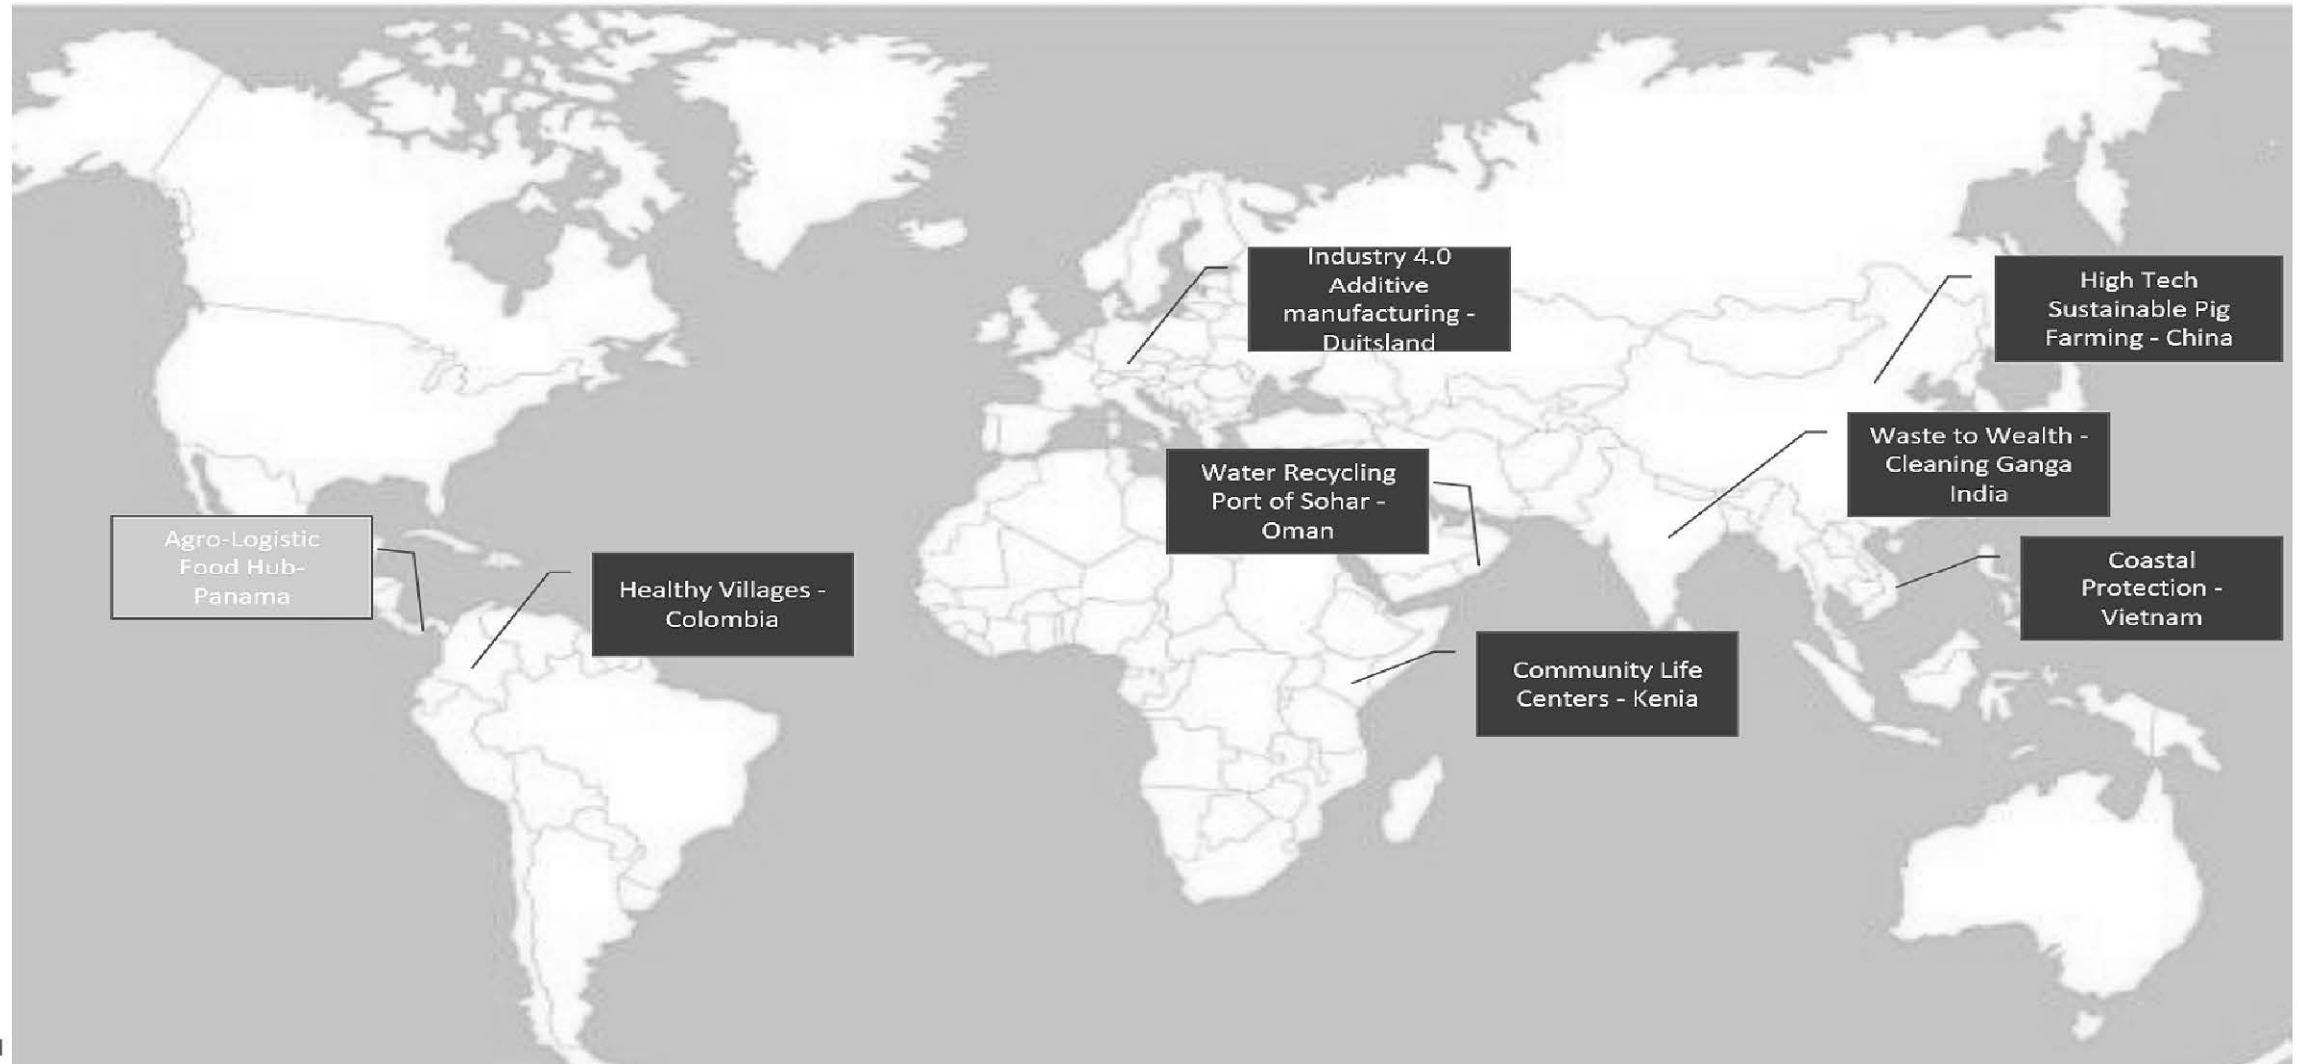 Industry 4.0
Additive
manufacturing -
Duitsland
High Tech
Sustainable Pig
Farming - China
Waste to Wealth -
Cleaning Ganga
India
Water Recycling
Port of Sohar -
Oman
Agro-Logistic
Food Hub-
Panama
Healthy Villages -
Colombia
Coastal
Protection -
Vietnam
Community Life
Centers - Kenia